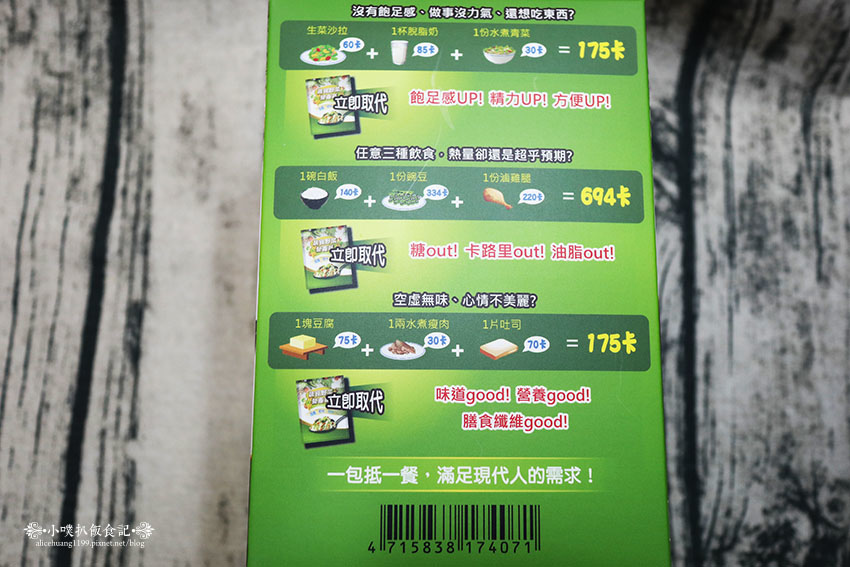 沒有飽足感、做事沒力氣、還想吃東西?
生菜沙拉 1杯脫脂奶 1份水煮青菜
60卡 + 85卡 + 30卡 = 175卡
立即取代
飽足感UP! 精力UP! 方便UP!
任意三種飲食，熱量卻還是超乎預期?
1碗白飯 1份豌豆 1份滷雞腿
140卡 + 334卡 + 220卡 = 694卡
立即取代
糖out! 卡路里out! 油脂out!
空虛無味、心情不美麗?
1塊豆腐 1兩水煮瘦肉 1片吐司
75卡 + 30卡 + 70卡 = 175卡
立即取代
味道good! 營養good!
膳食纖維good!
一包抵一餐，滿足現代人的需求！
4 715838 174071
小噗扒飯食記
alicehuang1199.pixnet.net/blog